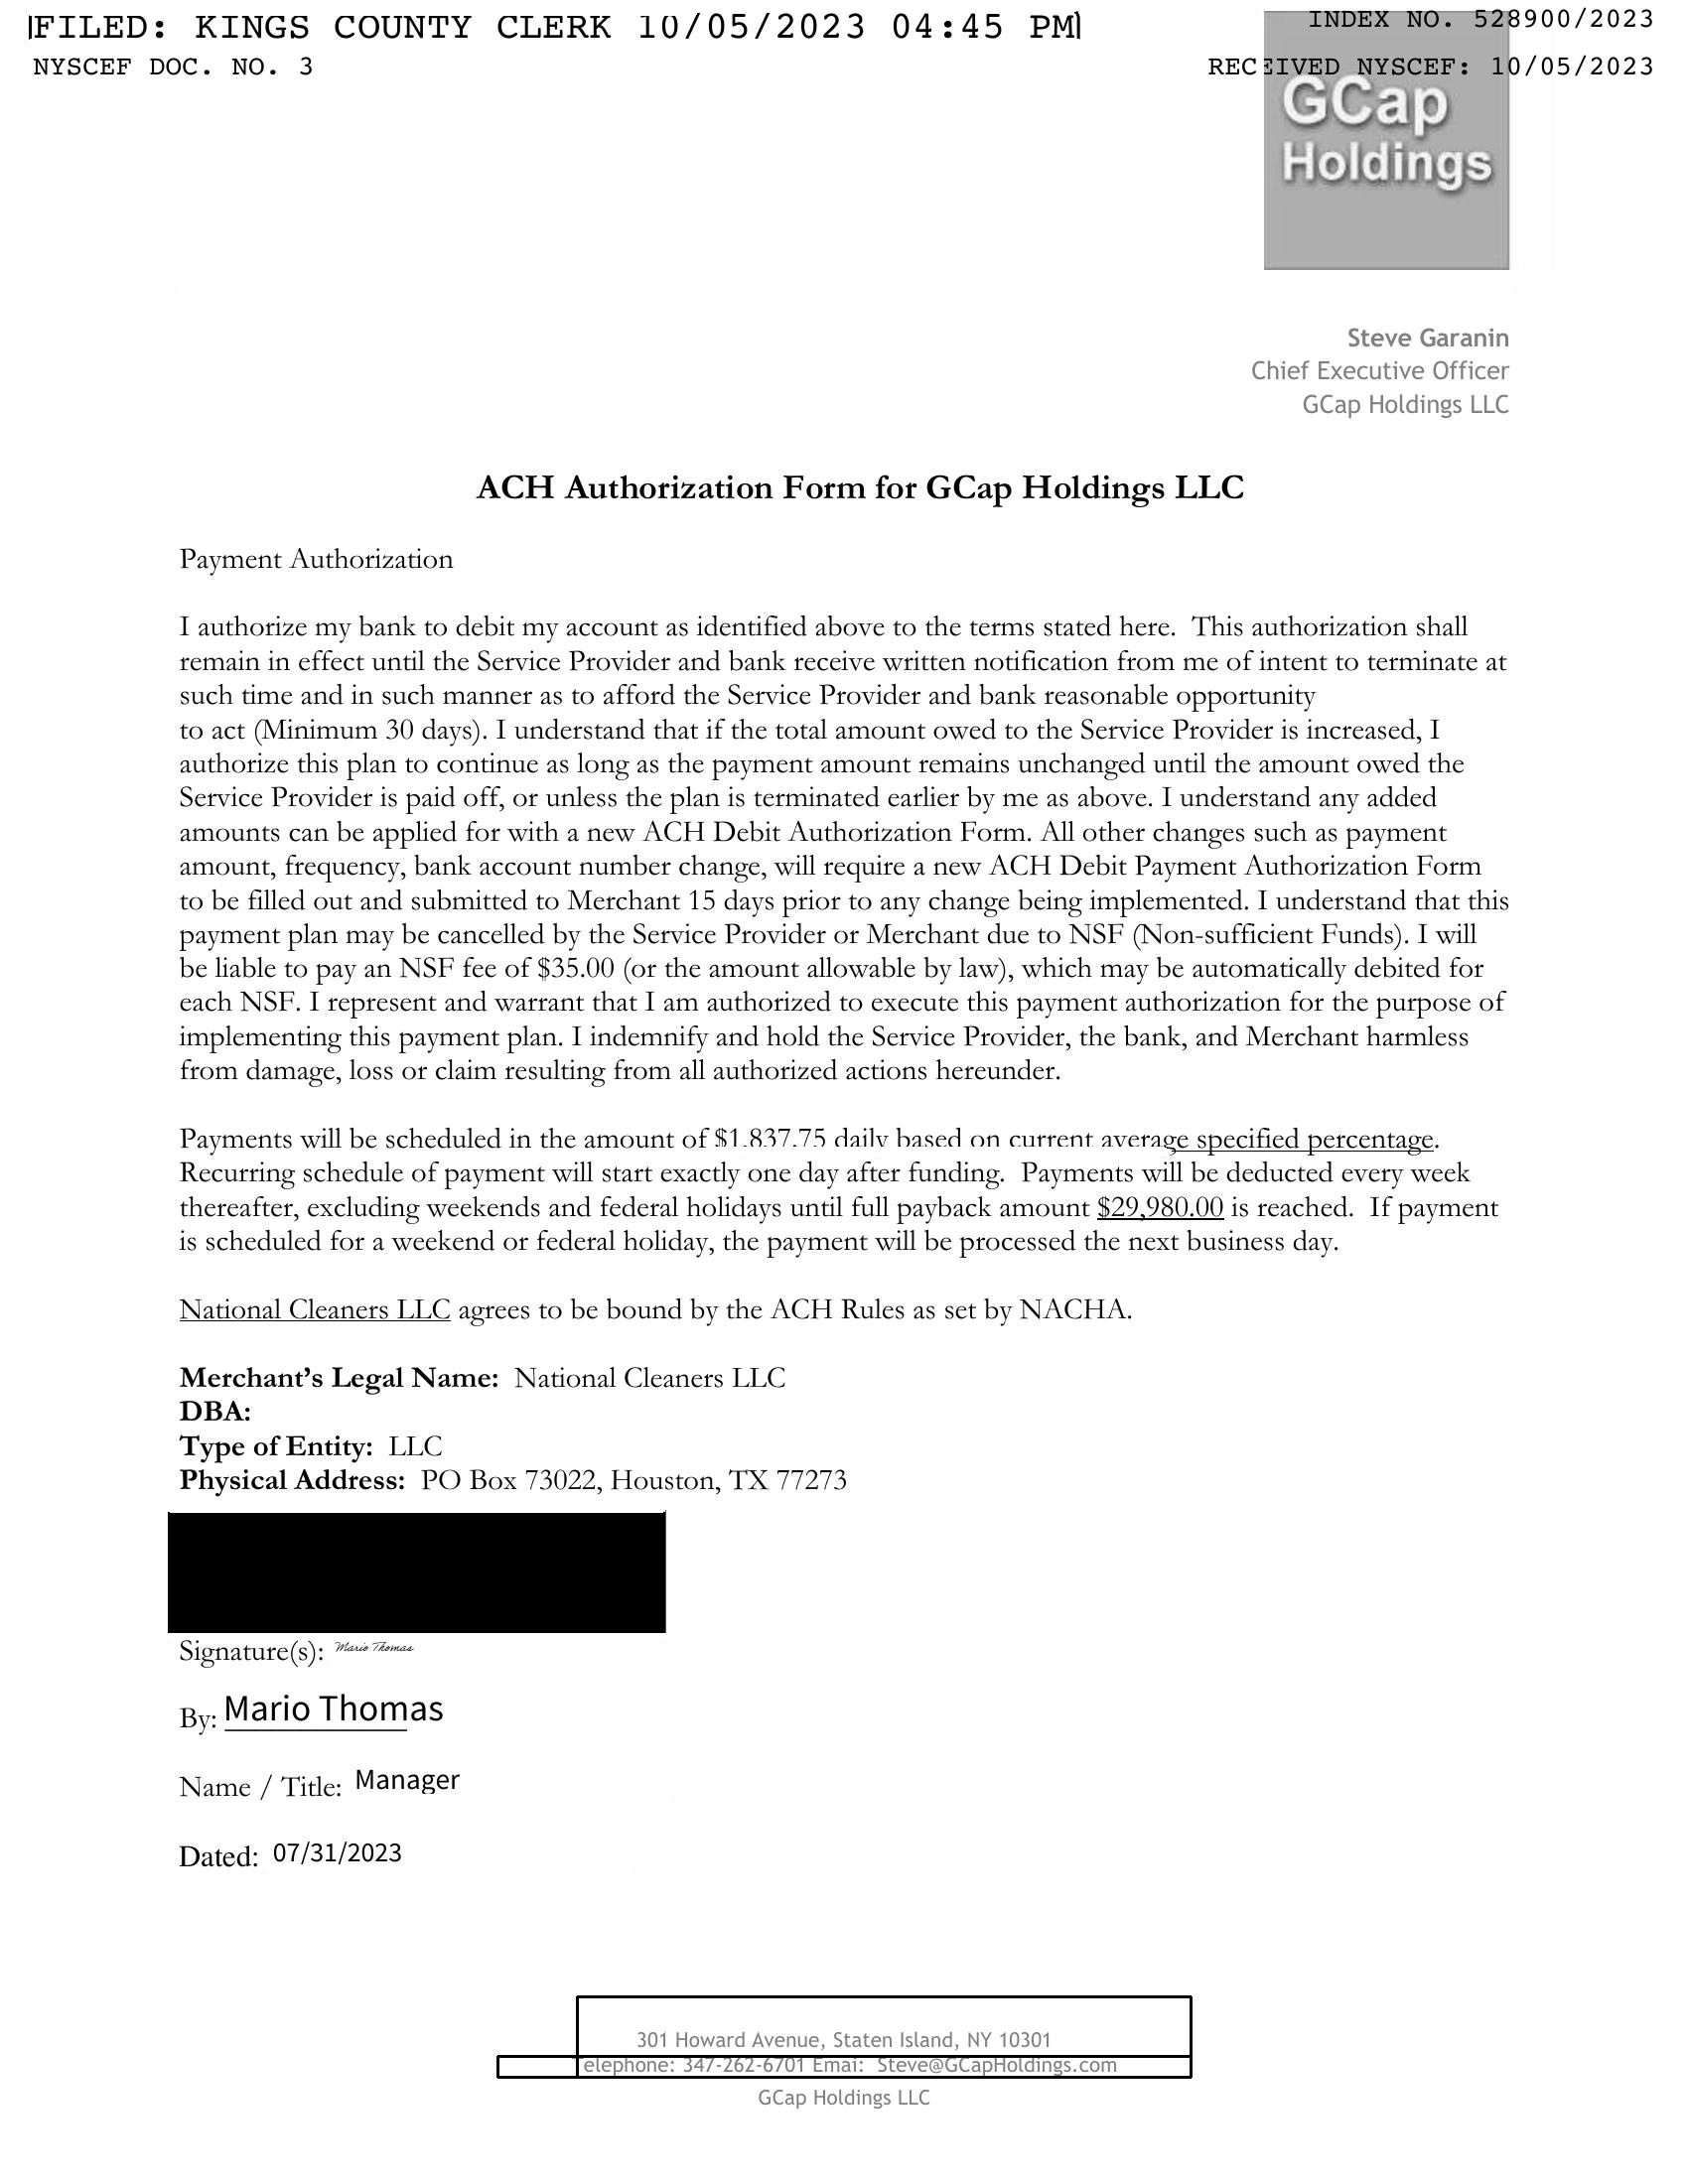 FILED: KINGS COUNTY CLERK 10/05/2023 04:45 PM
INDEX NO. 528900/2023
NYSCEF DOC. NO. 3
RECEIVED NYSCEF: 10/05/2023
GCap
Holdings
Steve Garanin
Chief Executive Officer
GCap Holdings LLC
ACH Authorization Form for GCap Holdings LLC
Payment Authorization
I authorize my bank to debit my account as identified above to the terms stated here. This authorization shall
remain in effect until the Service Provider and bank receive written notification from me of intent to terminate at
such time and in such manner as to afford the Service Provider and bank reasonable opportunity
to act (Minimum 30 days). I understand that if the total amount owed to the Service Provider is increased, I
authorize this plan to continue as long as the payment amount remains unchanged until the amount owed the
Service Provider is paid off, or unless the plan is terminated earlier by me as above. I understand any added
amounts can be applied for with a new ACH Debit Authorization Form. All other changes such as payment
amount, frequency, bank account number change, will require a new ACH Debit Payment Authorization Form
to be filled out and submitted to Merchant 15 days prior to any change being implemented. I understand that this
payment plan may be cancelled by the Service Provider or Merchant due to NSF (Non-sufficient Funds). I will
be liable to pay an NSF fee of $35.00 (or the amount allowable by law), which may be automatically debited for
each NSF. I represent and warrant that I am authorized to execute this payment authorization for the purpose of
implementing this payment plan. I indemnify and hold the Service Provider, the bank, and Merchant harmless
from damage, loss or claim resulting from all authorized actions hereunder.
Payments will be scheduled in the amount of $1,837.75 daily based on current average specified percentage.
Recurring schedule of payment will start exactly one day after funding. Payments will be deducted every week
thereafter, excluding weekends and federal holidays until full payback amount $29,980.00 is reached. If payment
is scheduled for a weekend or federal holiday, the payment will be processed the next business day.
National Cleaners LLC agrees to be bound by the ACH Rules as set by NACHA.
Merchant's Legal Name: National Cleaners LLC
DBA:
Type of Entity: LLC
Physical Address: PO Box 73022, Houston, TX 77273
Signature(s): Mario Thomas
By: Mario Thomas
Name / Title: Manager
Dated: 07/31/2023
301 Howard Avenue, Staten Island, NY 10301
Telephone: 347-262-6701 Emai: Steve@GCapHoldings.com
GCap Holdings LLC